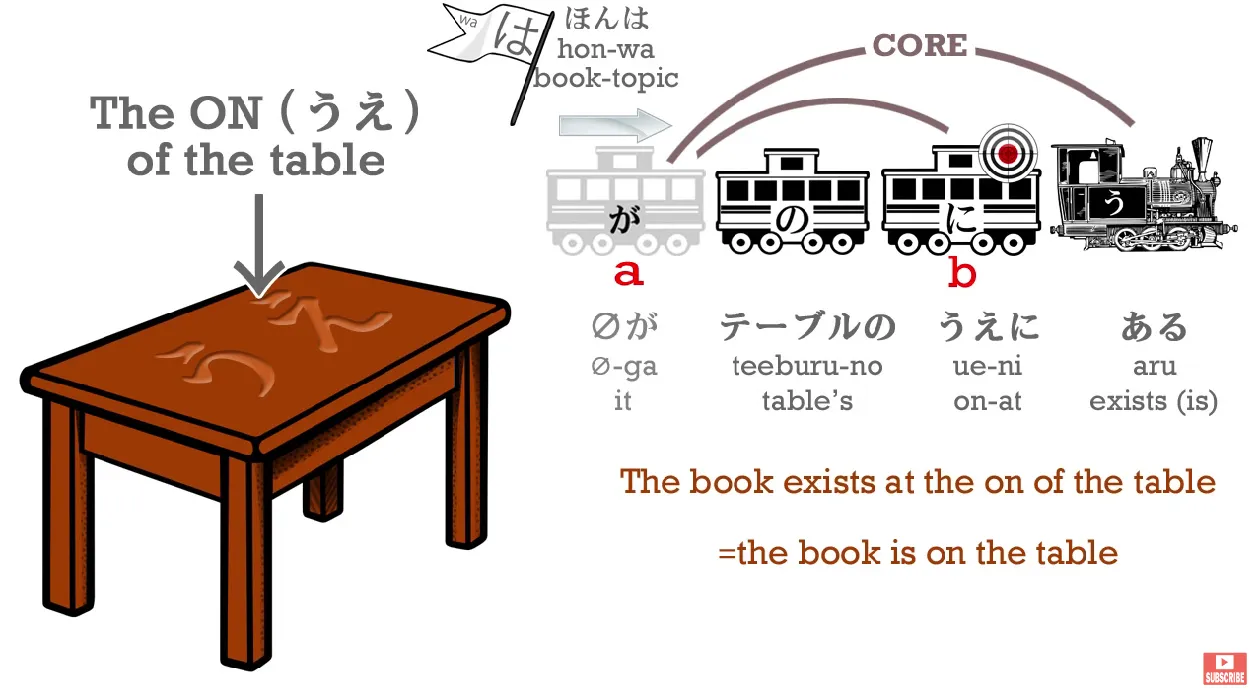 The ON (うえ)
of the table
うえ
wa
は
ほんは
hon-wa
book-topic
CORE
が
の
に
う
a
b
∅が
テーブルの
うえに
ある
∅-ga
teeburu-no
ue-ni
aru
it
table's
on-at
exists (is)
The book exists at the on of the table
=the book is on the table
SUBSCRIBE